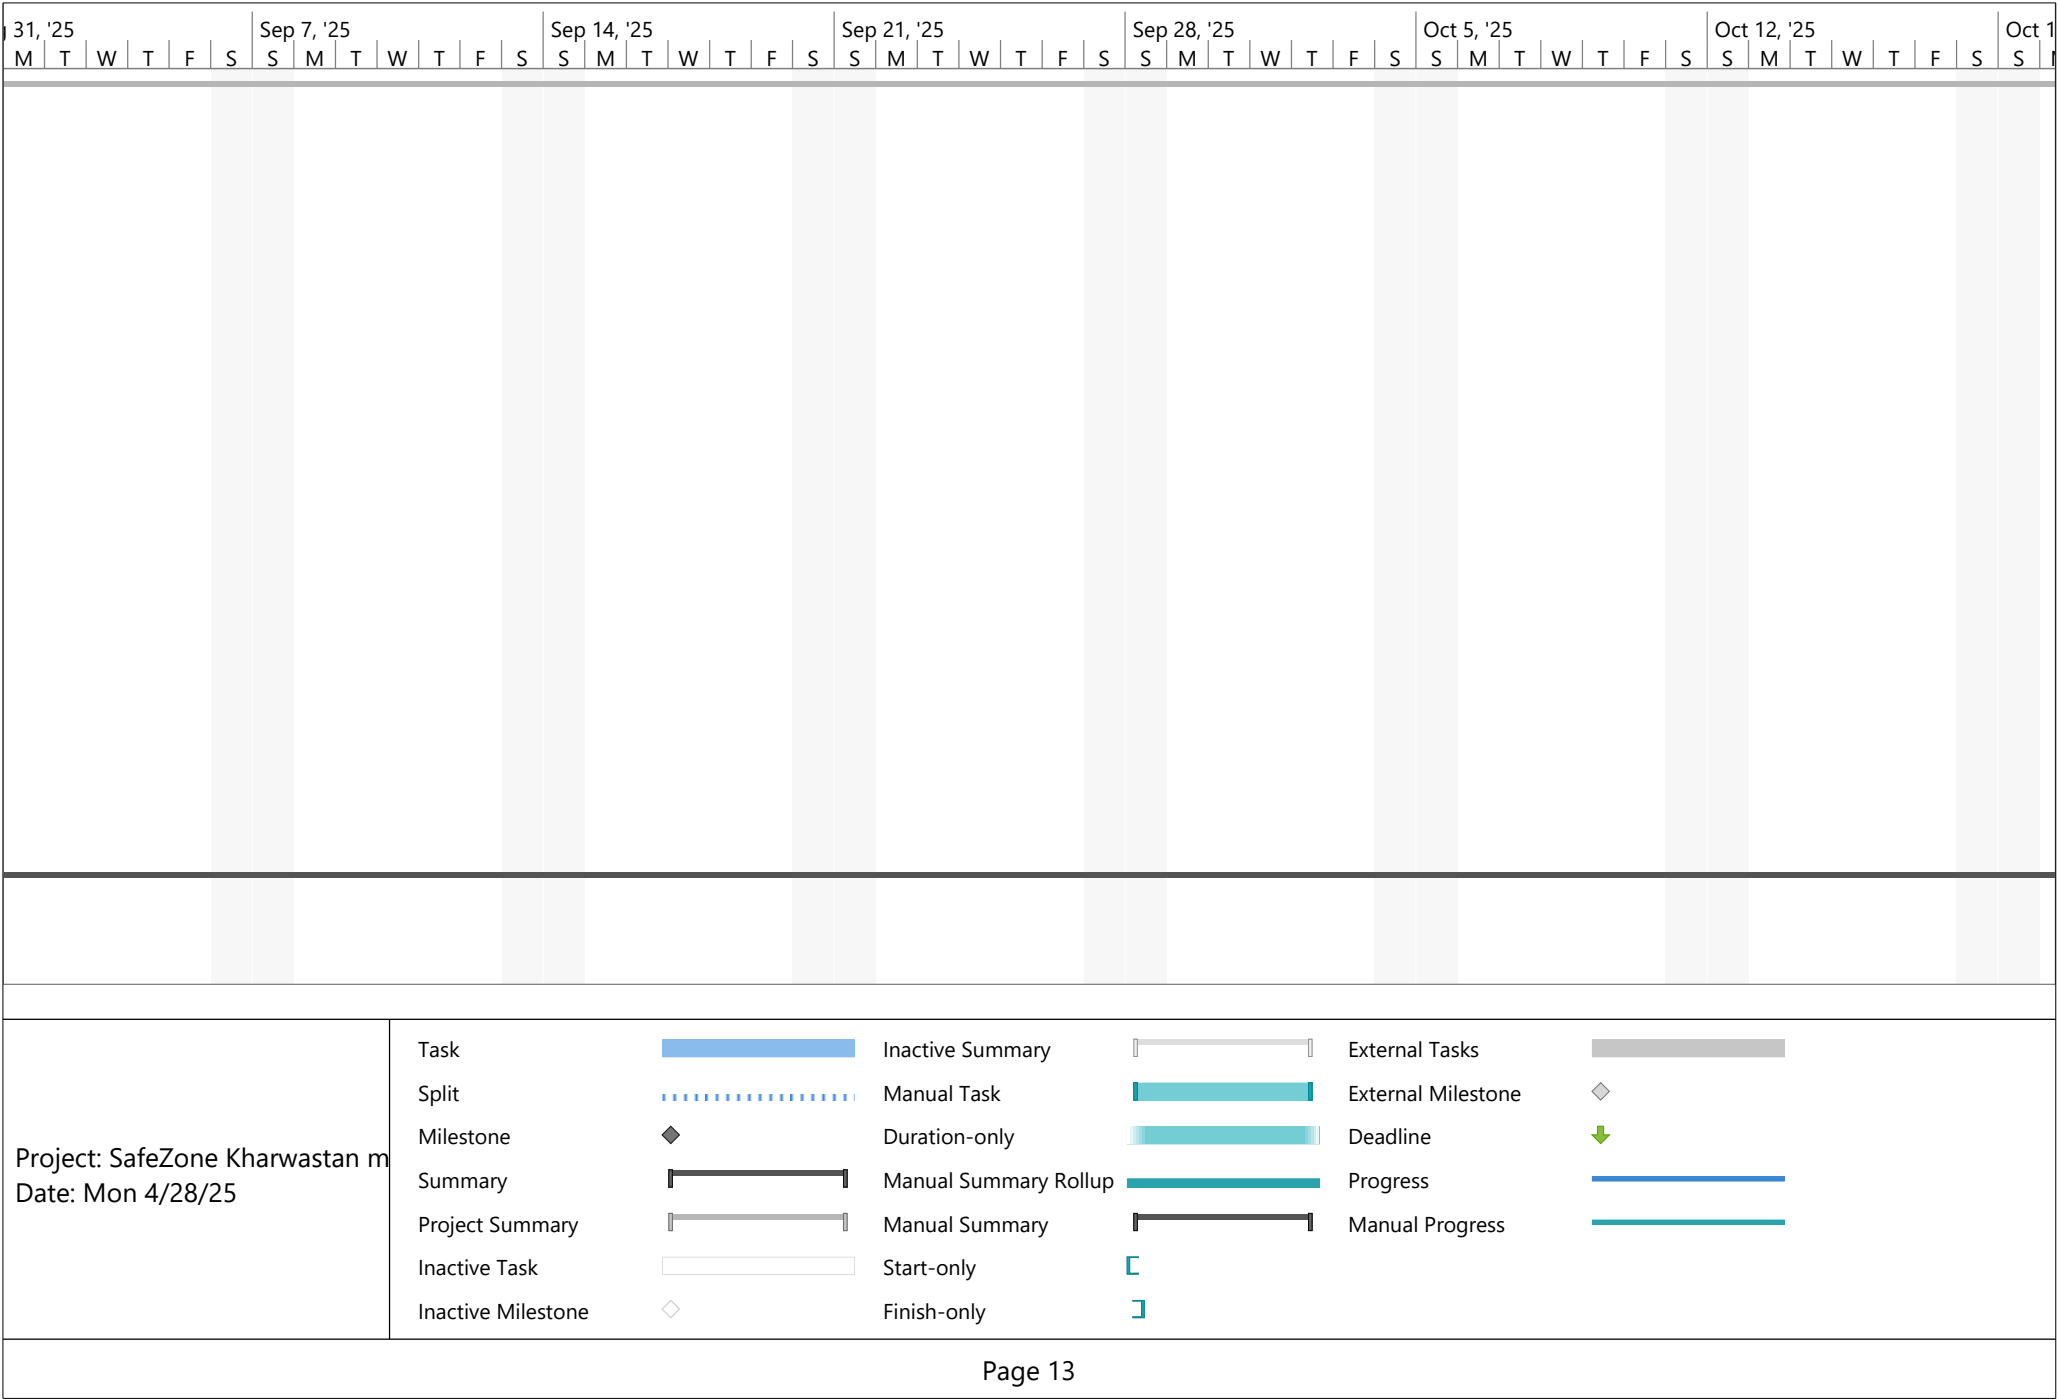 31, '25 Sep 7, '25 Sep 14, '25 Sep 21, '25 Sep 28, '25 Oct 5, '25 Oct 12, '25 Oct 1
M T W T F S S M T W T F S S M T W T F S S M T W T F S S M T W T F S S M T W T F S S M T W T F S S
Project: SafeZone Kharwastan m
Date: Mon 4/28/25
Task
Split
Milestone
Summary
Project Summary
Inactive Task
Inactive Milestone
Inactive Summary
Manual Task
Duration-only
Manual Summary Rollup
Manual Summary
Start-only
Finish-only
External Tasks
External Milestone
Deadline
Progress
Manual Progress
Page 13